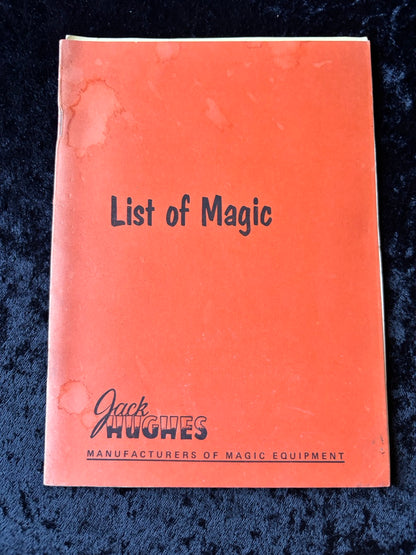 List of Magic
Jack
HUGHES
MANUFACTURERS OF MAGIC EQUIPMENT